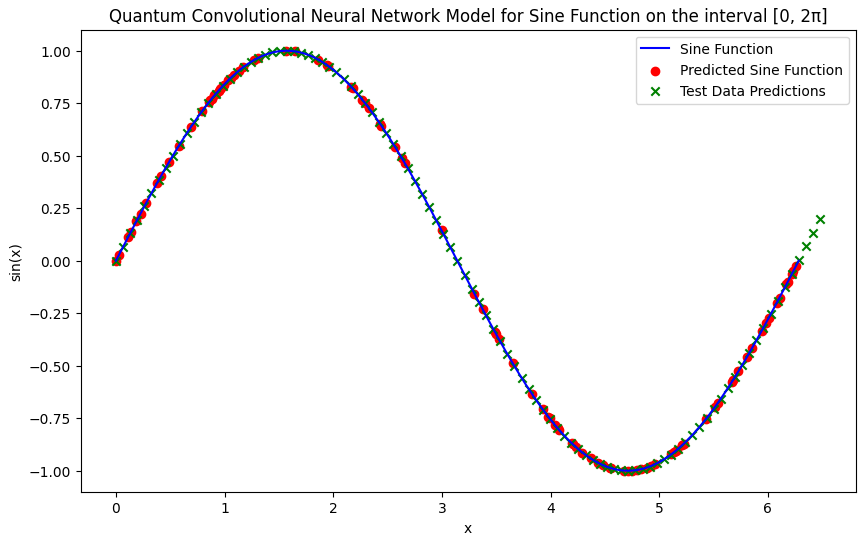 Quantum Convolutional Neural Network Model for Sine Function on the interval [0, 2π]
Sine Function
Predicted Sine Function
Test Data Predictions
sin(x)
1.00
0.75
0.50
0.25
0.00
−0.25
−0.50
−0.75
−1.00
0 1 2 3 4 5 6
x